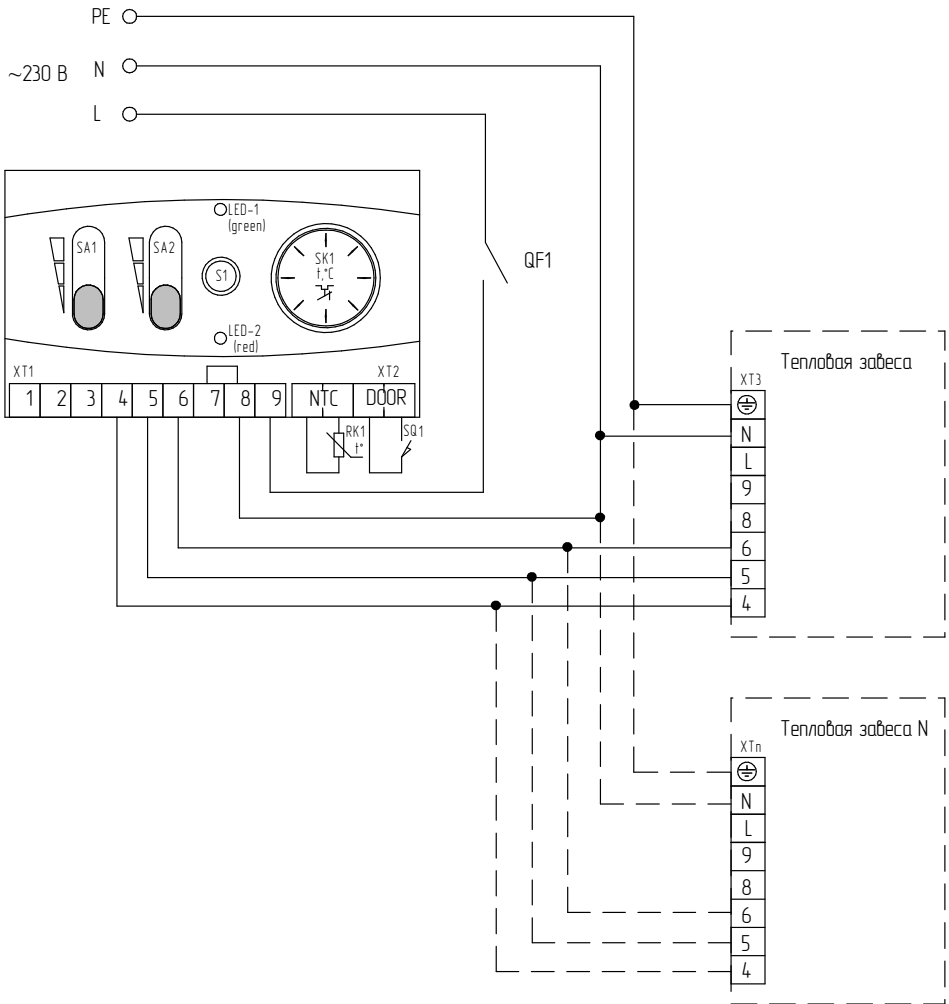 PE
~230 В N
L
LED-1
(green)
SA1 SA2 S1 SK1
t,°C
QF1
LED-2
(red)
XT1 XT2
1 2 3 4 5 6 7 8 9 NTC DOOR
RK1 SQ1
t°
Тепловая завеса
XT3
N
L
9
8
6
5
4
Тепловая завеса N
XTn
N
L
9
8
6
5
4